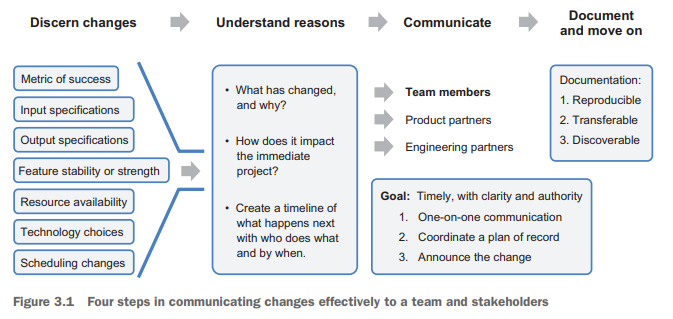 Discern changes
Understand reasons
Communicate
Document
and move on
Metric of success
Input specifications
Output specifications
Feature stability or strength
Resource availability
Technology choices
Scheduling changes
• What has changed,
and why?
• How does it impact
the immediate
project?
• Create a timeline of
what happens next
with who does what
and by when.
Team members
Product partners
Engineering partners
Goal: Timely, with clarity and authority
1. One-on-one communication
2. Coordinate a plan of record
3. Announce the change
Documentation:
1. Reproducible
2. Transferable
3. Discoverable
Figure 3.1 Four steps in communicating changes effectively to a team and stakeholders